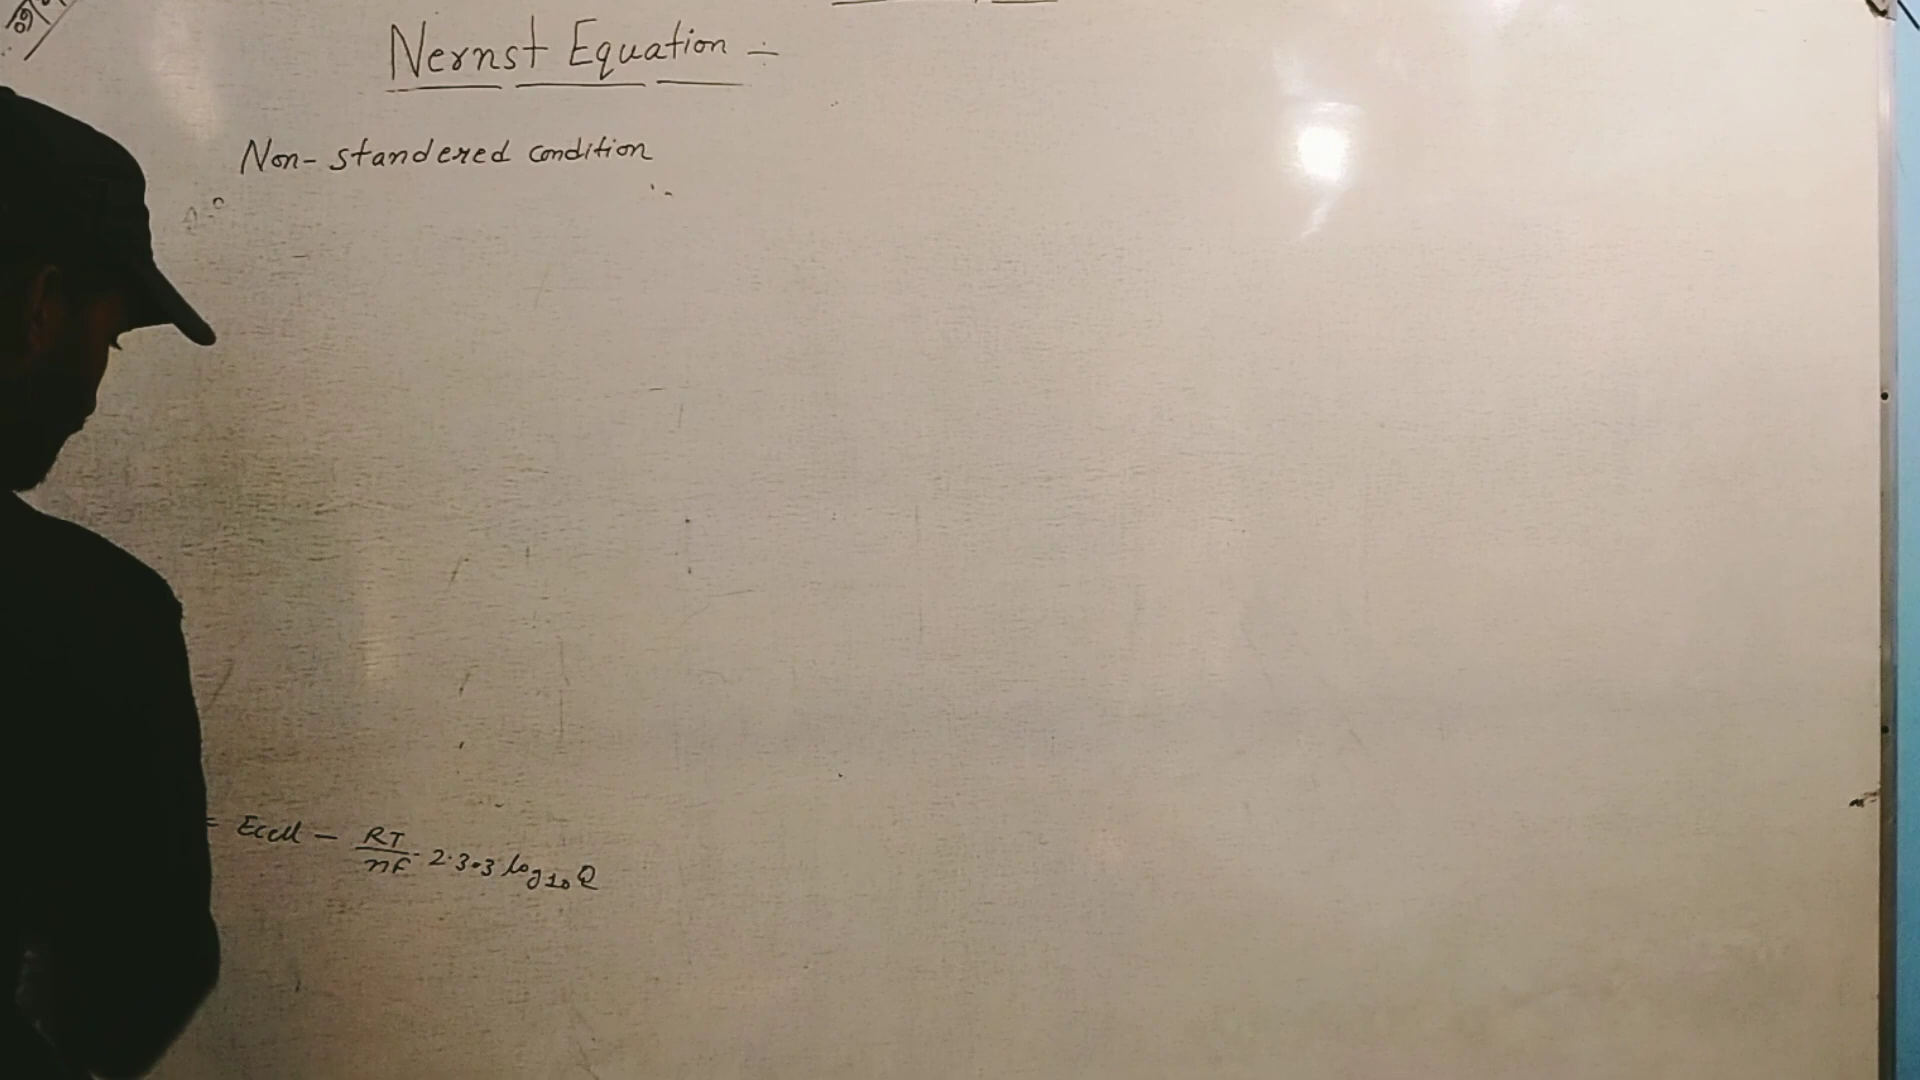 Nernst Equation :-
Non-standered condition
= Ecell - RT/nF 2.303 log10 Q